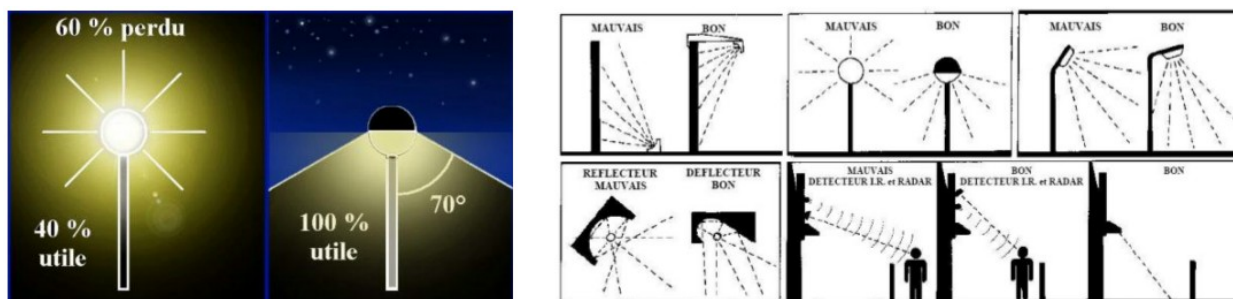 60 % perdu
40 %
utile
100 %
utile
70°
MAUVAIS
BON
MAUVAIS
BON
MAUVAIS
BON
REFLECTEUR
MAUVAIS
DEFLECTEUR
BON
MAUVAIS
DETECTEUR I.R. et RADAR
BON
DETECTEUR I.R. et RADAR
BON